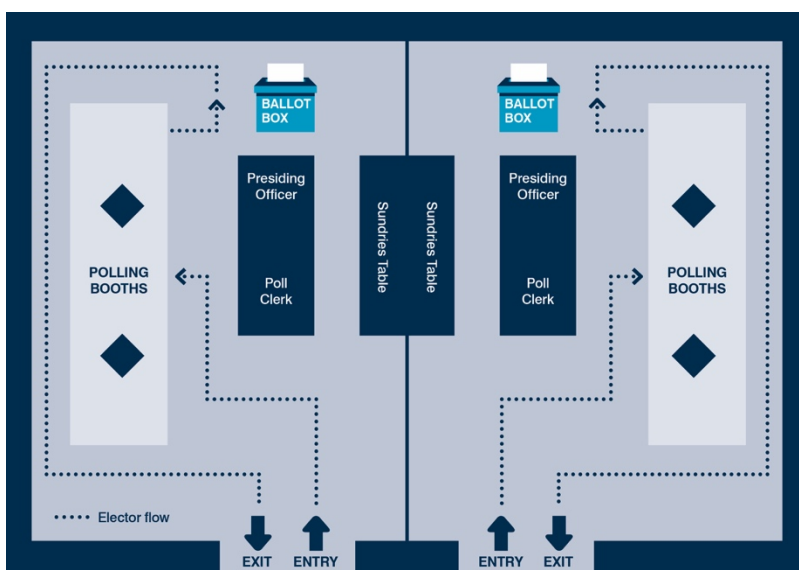 BALLOT
BOX
BALLOT
BOX
Presiding
Officer
Presiding
Officer
Sundries Table
Sundries Table
POLLING
BOOTHS
Poll
Clerk
Poll
Clerk
POLLING
BOOTHS
Elector flow
EXIT
ENTRY
ENTRY
EXIT